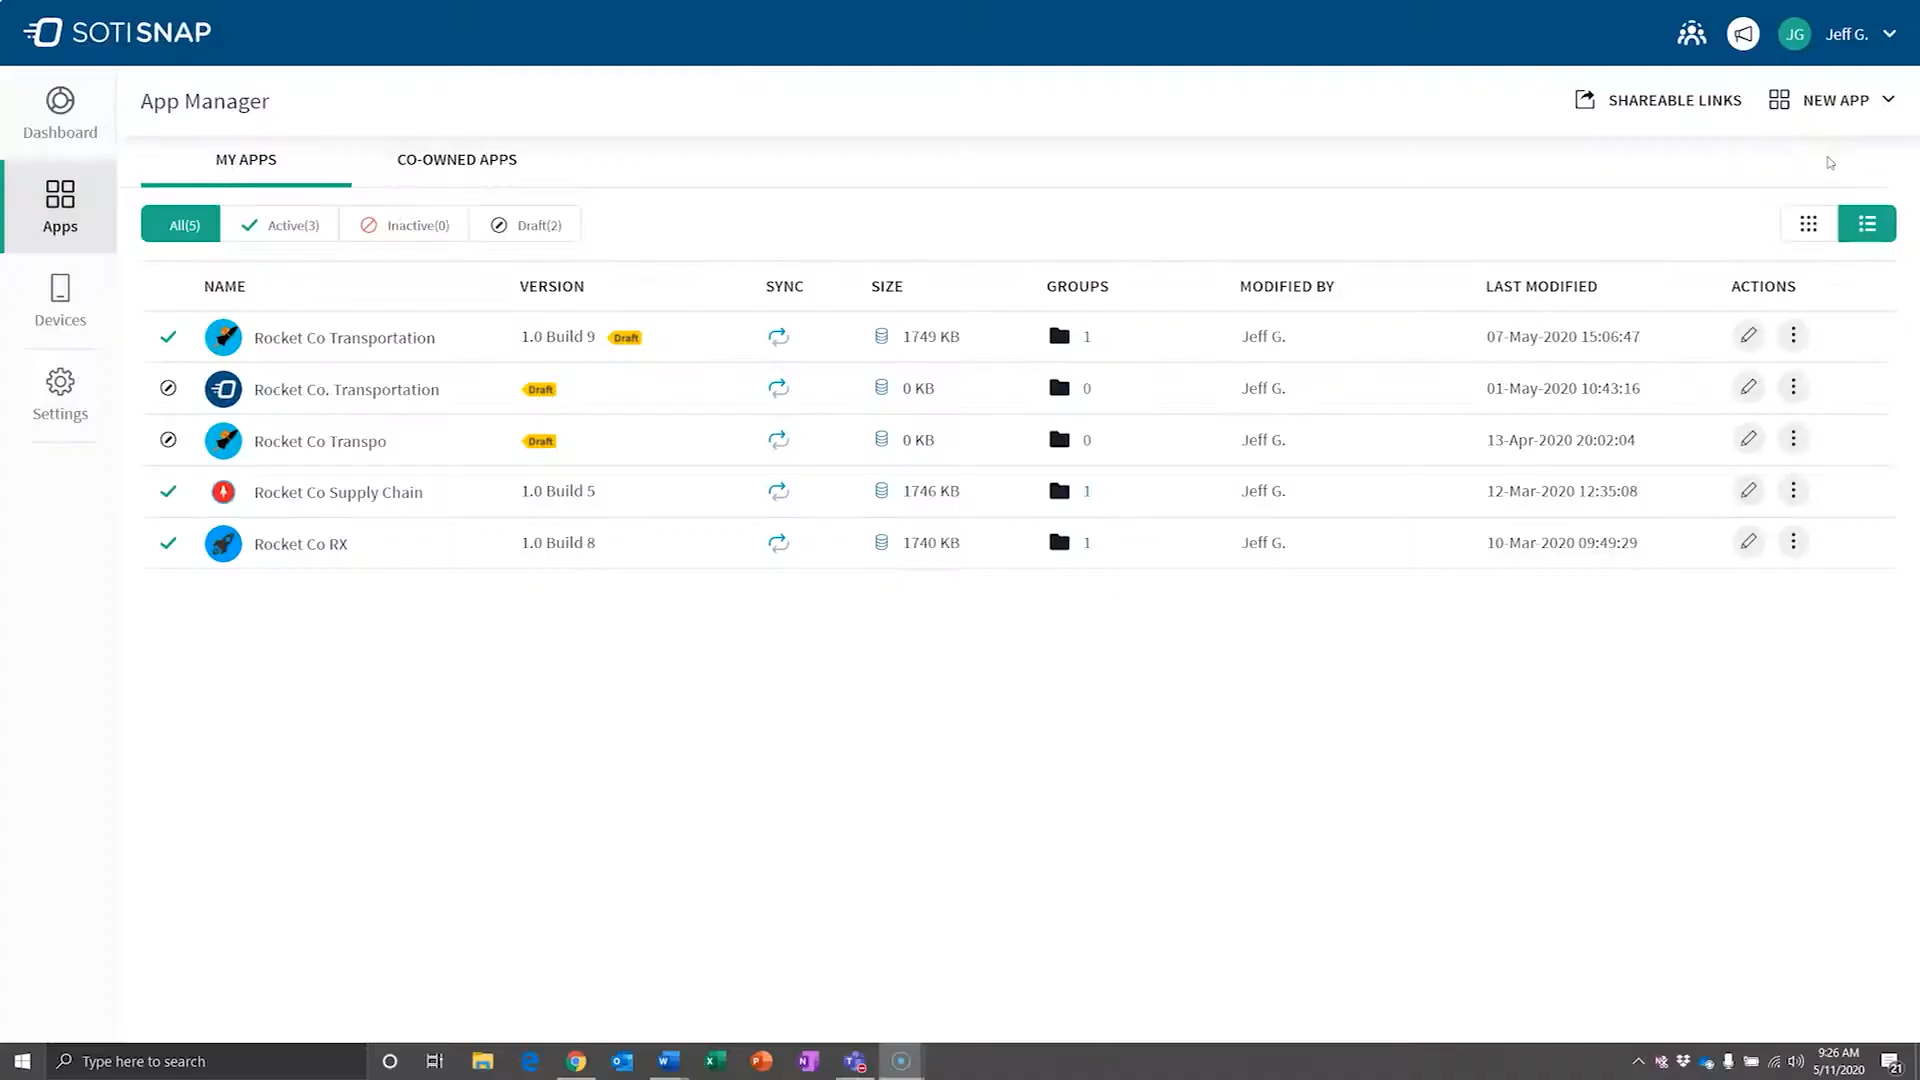 SOTI SNAP
JG Jeff G.
Dashboard
Apps
Devices
Settings
App Manager
SHAREABLE LINKS
NEW APP
MY APPS
CO-OWNED APPS
All(5)
Active(3)
Inactive(0)
Draft(2)
NAME VERSION SYNC SIZE GROUPS MODIFIED BY LAST MODIFIED ACTIONS
Rocket Co Transportation 1.0 Build 9 Draft 1749 KB 1 Jeff G. 07-May-2020 15:06:47
Rocket Co. Transportation Draft 0 KB 0 Jeff G. 01-May-2020 10:43:16
Rocket Co Transpo Draft 0 KB 0 Jeff G. 13-Apr-2020 20:02:04
Rocket Co Supply Chain 1.0 Build 5 1746 KB 1 Jeff G. 12-Mar-2020 12:35:08
Rocket Co RX 1.0 Build 8 1740 KB 1 Jeff G. 10-Mar-2020 09:49:29
Type here to search
9:26 AM
5/11/2020
21